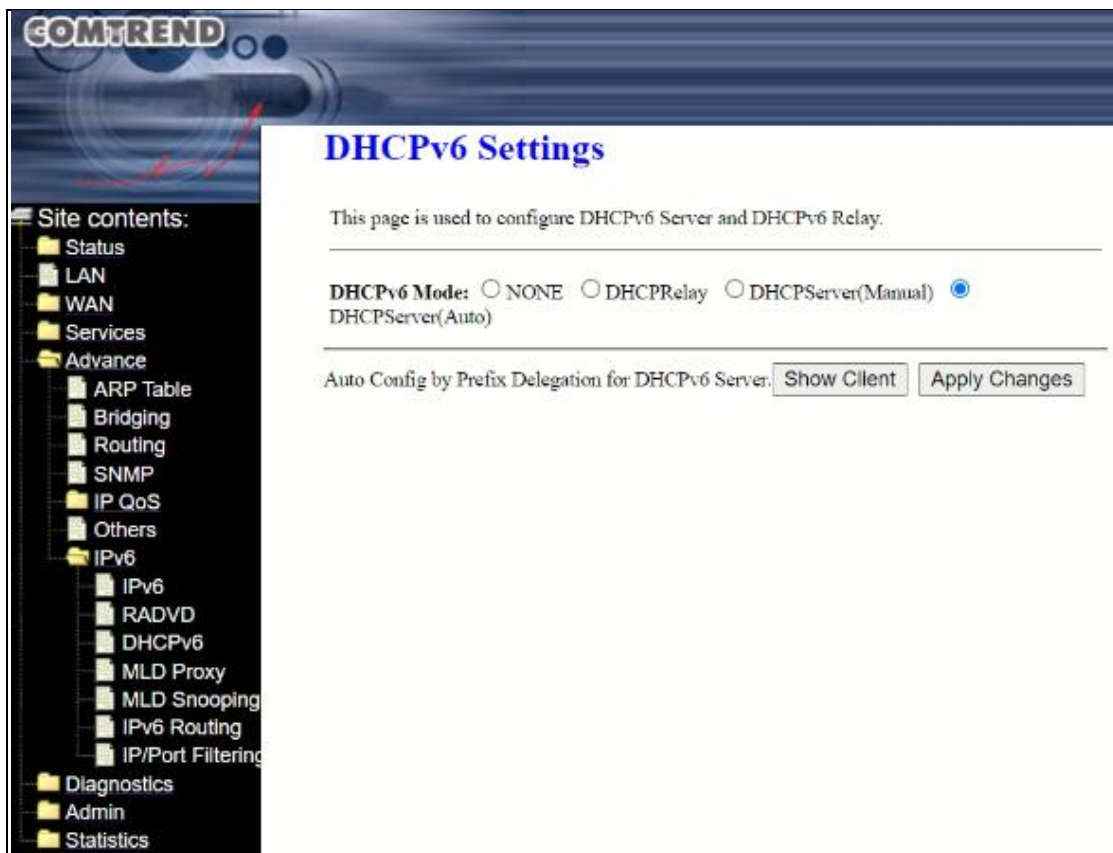 COMTREND
DHCPv6 Settings
This page is used to configure DHCPv6 Server and DHCPv6 Relay.
DHCPv6 Mode: NONE DHCPRelay DHCPServer(Manual)
DHCPServer(Auto)
Auto Config by Prefix Delegation for DHCPv6 Server. Show Client Apply Changes
Site contents:
Status
LAN
WAN
Services
Advance
ARP Table
Bridging
Routing
SNMP
IP QoS
Others
IPv6
IPv6
RADVD
DHCPv6
MLD Proxy
MLD Snooping
IPv6 Routing
IP/Port Filtering
Diagnostics
Admin
Statistics